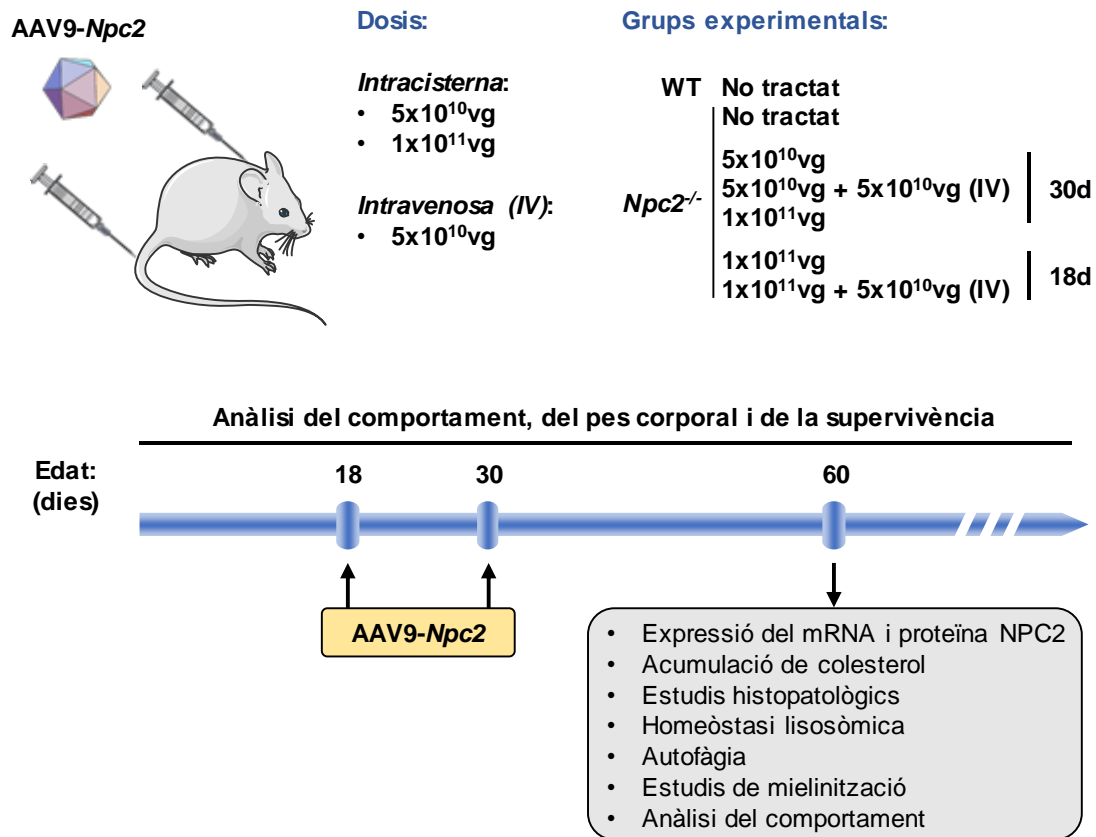 AAV9-Npc2
Dosis:
Intracisterna:
• 5x10¹⁰vg
• 1x10¹¹vg
Intravenosa (IV):
• 5x10¹⁰vg
Grups experimentals:
WT No tractat
No tractat
5x10¹⁰vg
Npc2-/- 5x10¹⁰vg + 5x10¹⁰vg (IV) 30d
1x10¹¹vg
1x10¹¹vg
1x10¹¹vg + 5x10¹⁰vg (IV) 18d
Anàlisi del comportament, del pes corporal i de la supervivència
Edat:
(dies)
18 30 60
AAV9-Npc2
• Expressió del mRNA i proteïna NPC2
• Acumulació de colesterol
• Estudis histopatològics
• Homeòstasi lisosòmica
• Autofàgia
• Estudis de mielinització
• Anàlisi del comportament